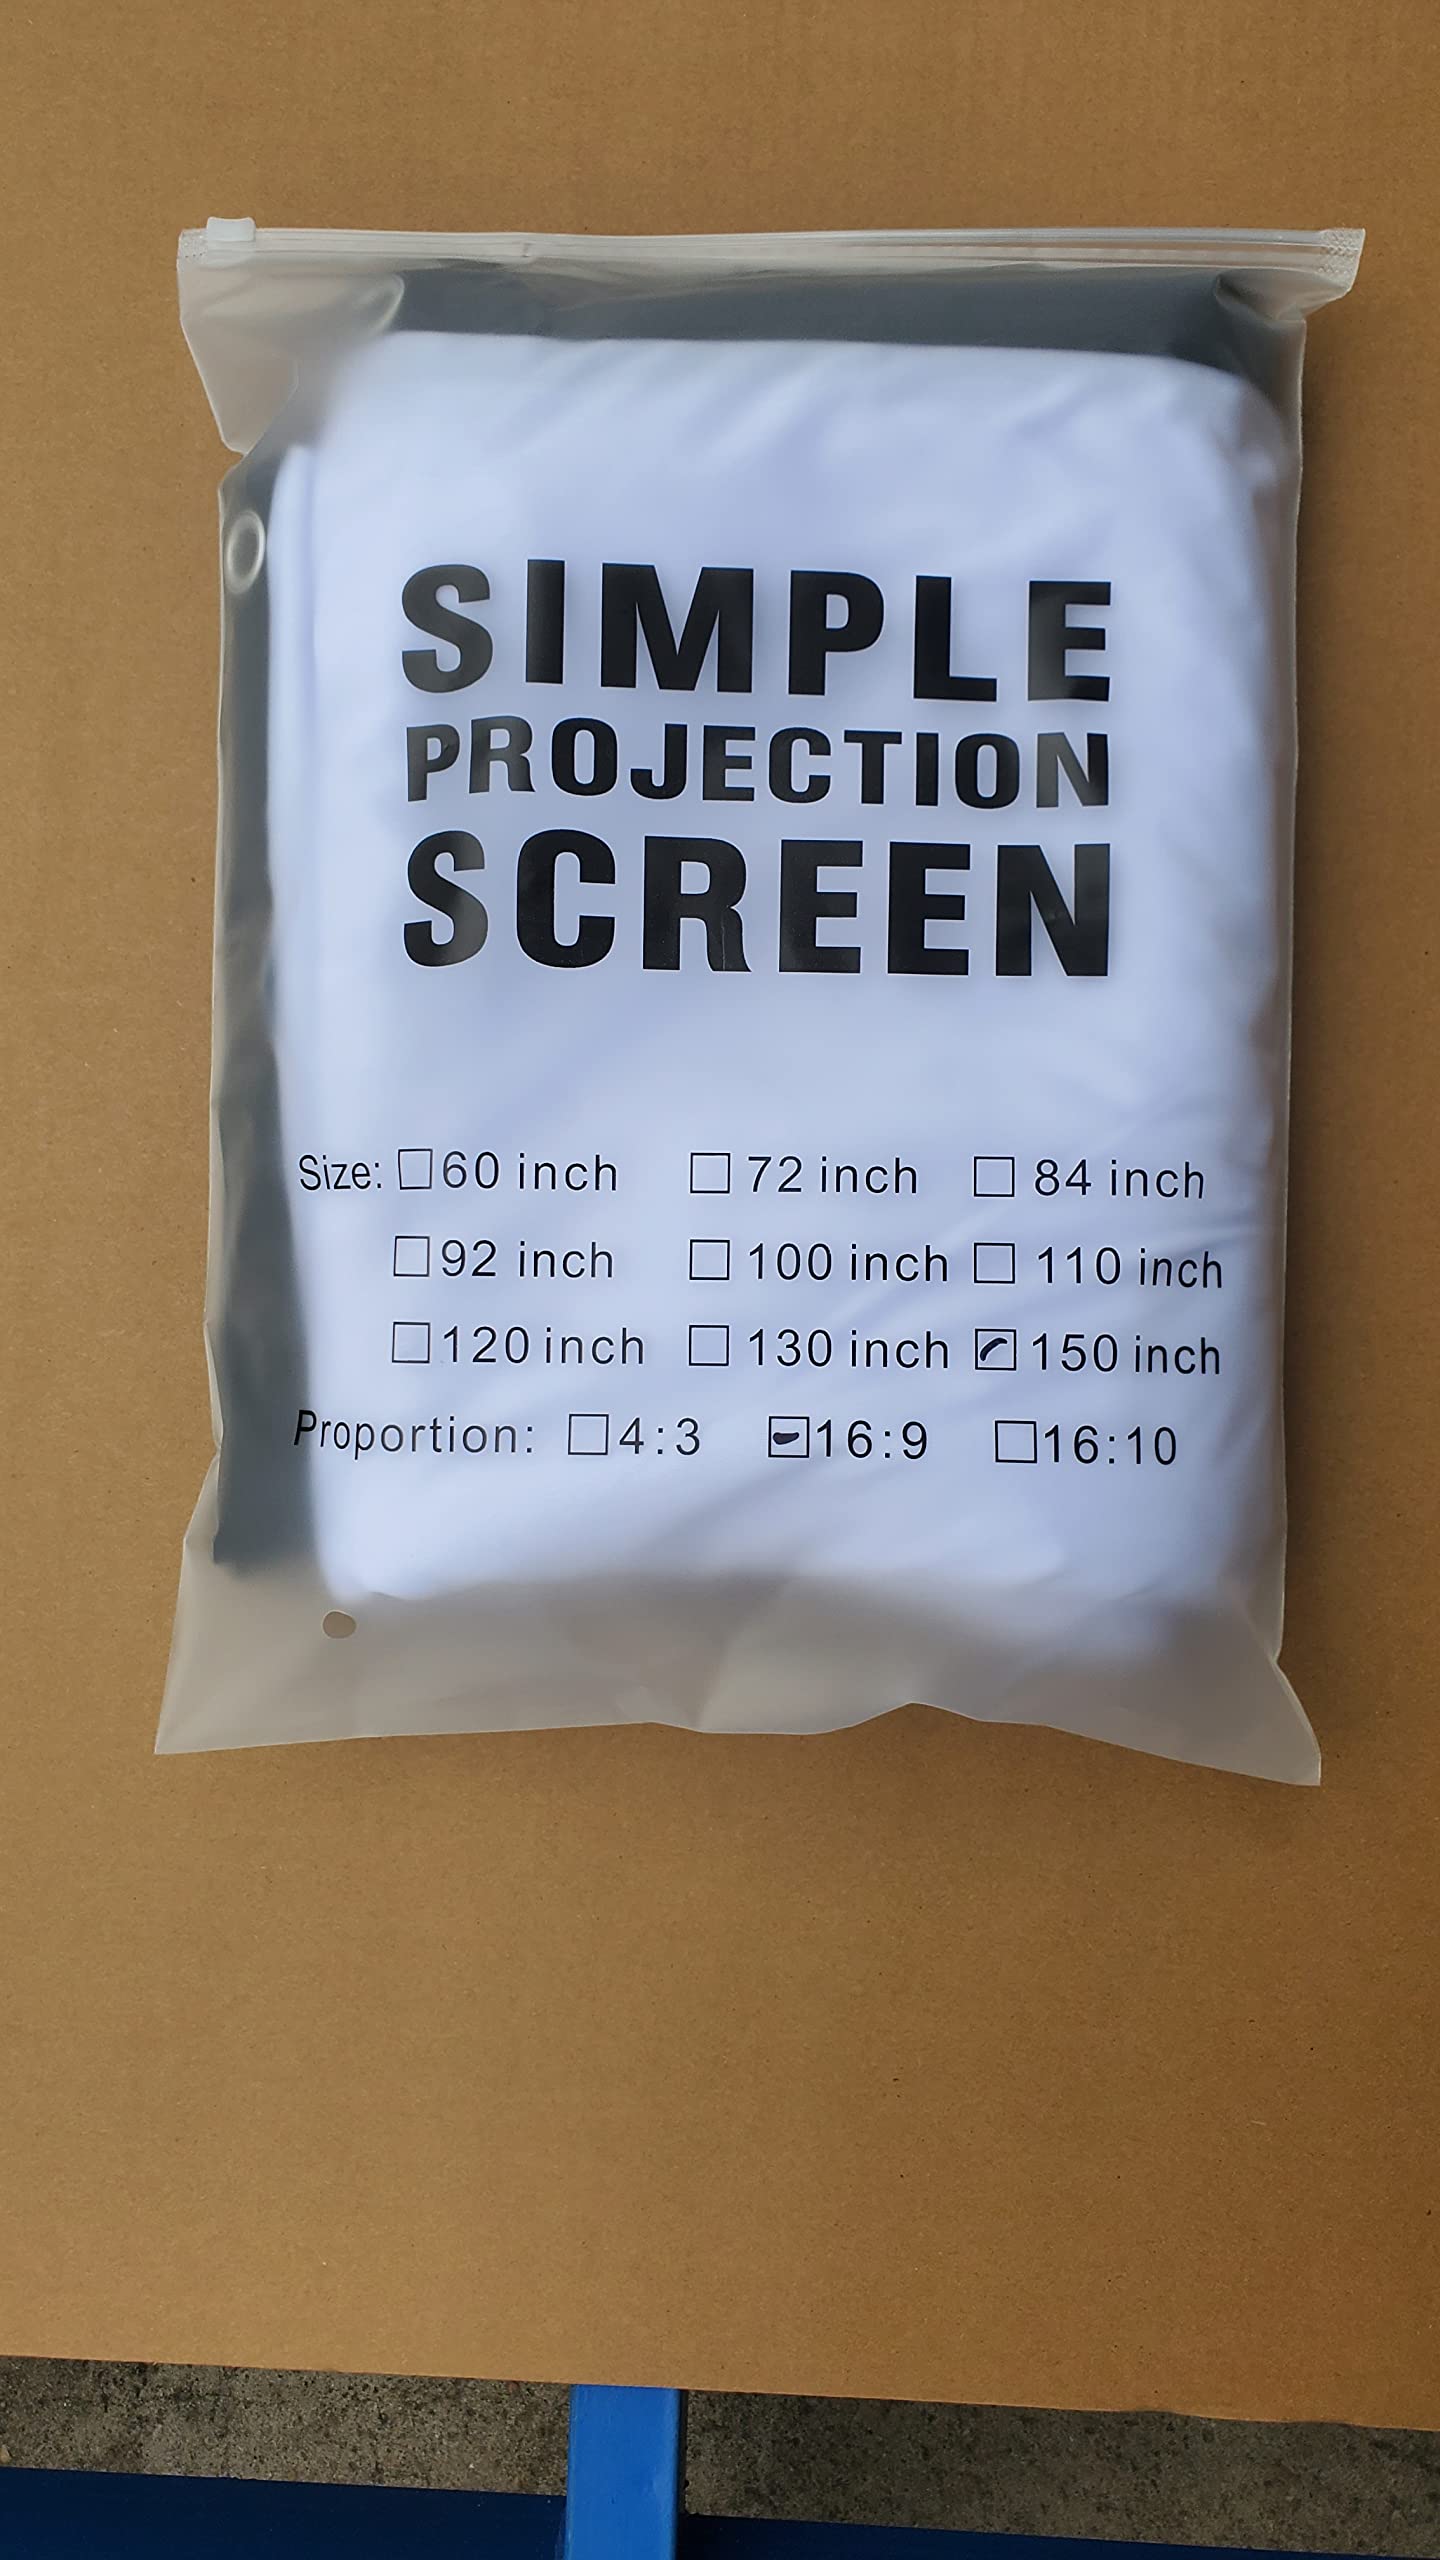 SIMPLE
PROJECTION
SCREEN
Size: ☐60 inch ☐ 72 inch ☐ 84 inch
☐92 inch ☐ 100 inch ☐ 110 inch
☐120 inch ☐ 130 inch ☑ 150 inch
Proportion: ☐4:3 ☑16:9 ☐16:10